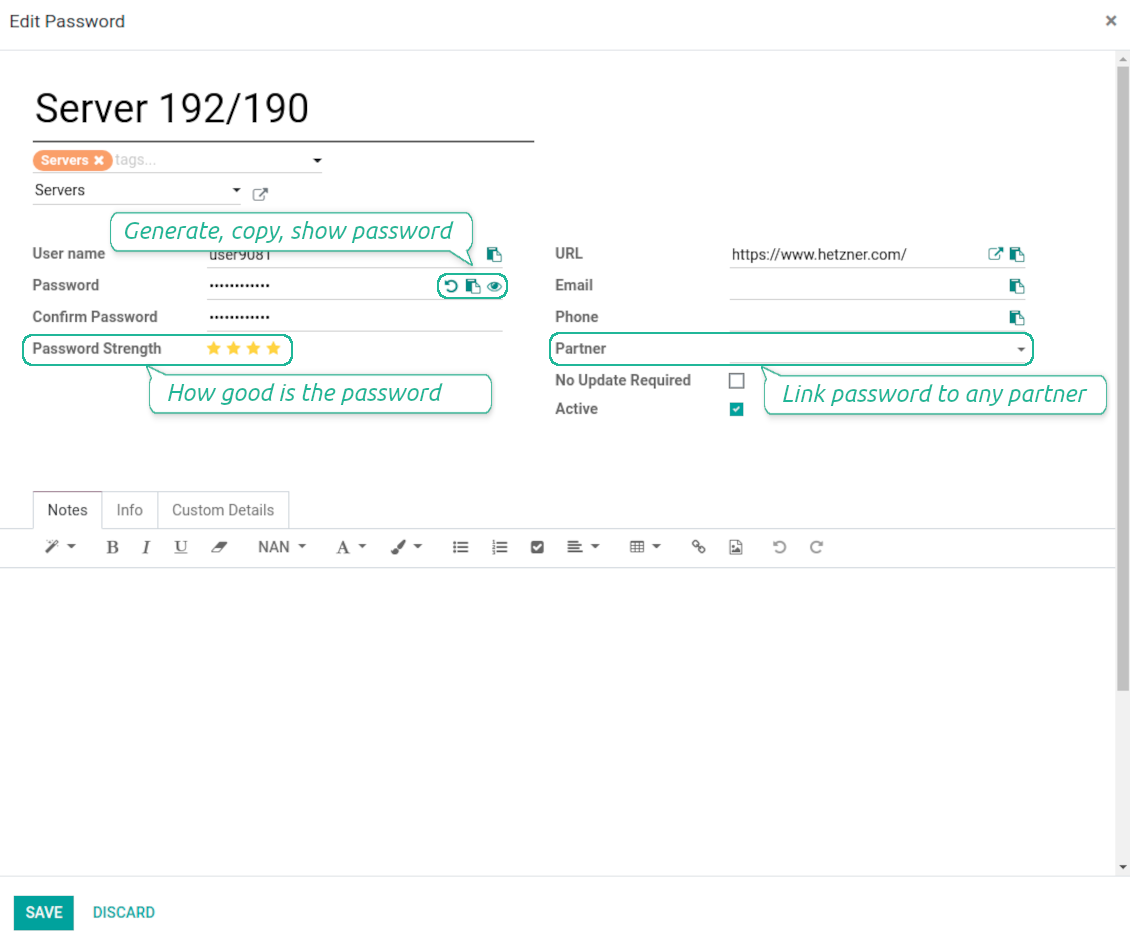 Edit Password
Server 192/190
Servers tags...
Servers
Generate, copy, show password
User name user9081
Password ••••••••••••
Confirm Password ••••••••••••
Password Strength
How good is the password
URL https://www.hetzner.com/
Email
Phone
Partner
No Update Required
Link password to any partner
Active
Notes Info Custom Details
B I U NAN A
SAVE DISCARD